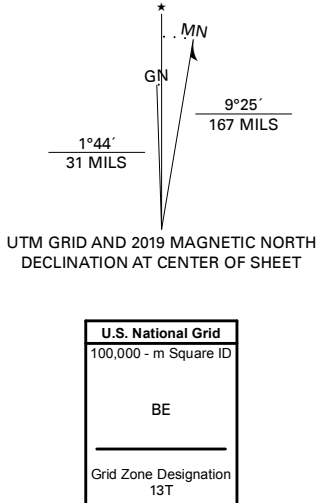 ★
MN
GN
9°25´
167 MILS
1°44´
31 MILS
UTM GRID AND 2019 MAGNETIC NORTH
DECLINATION AT CENTER OF SHEET
U.S. National Grid
100,000 - m Square ID
BE
Grid Zone Designation
13T